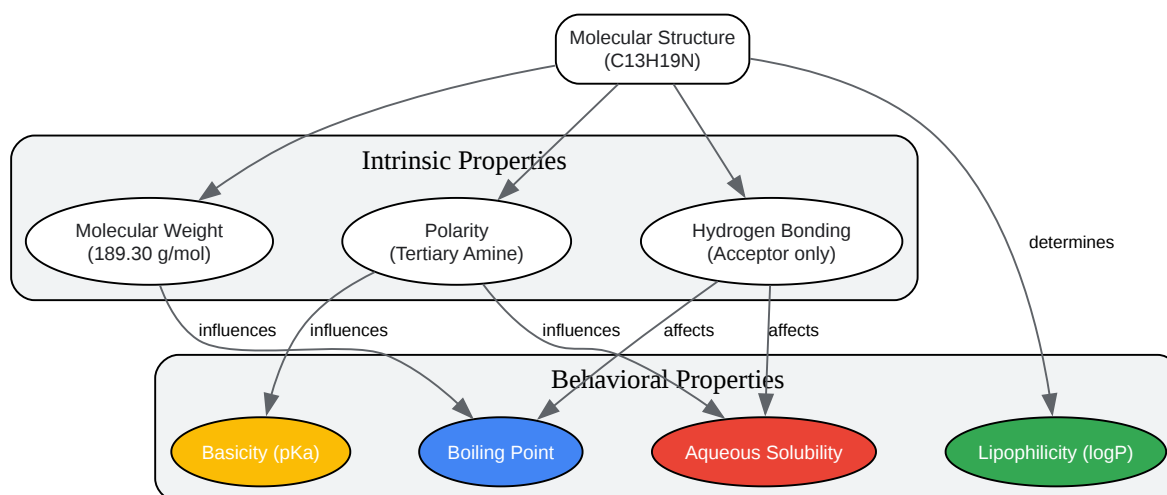 Molecular Structure
(C13H19N)
Intrinsic Properties
Molecular Weight
(189.30 g/mol)
Polarity
(Tertiary Amine)
Hydrogen Bonding
(Acceptor only)
determines
influences
influences
influences
affects
affects
Behavioral Properties
Basicity (pKa)
Boiling Point
Aqueous Solubility
Lipophilicity (logP)